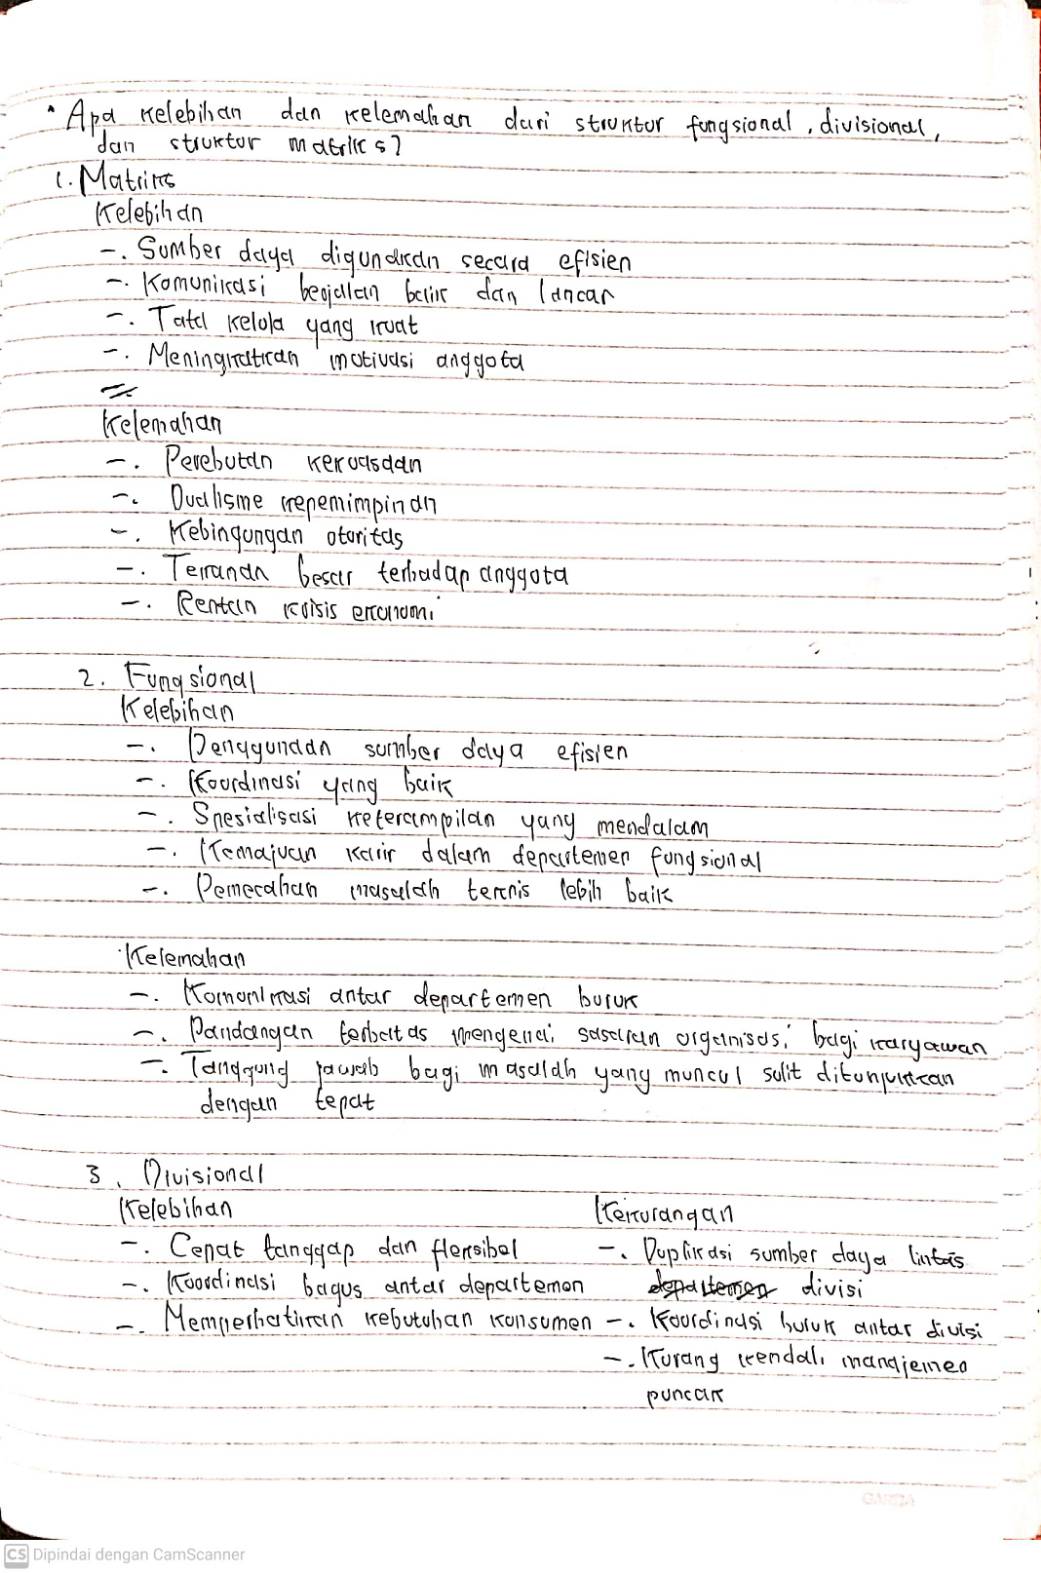 • Apa kelebihan dan kelemahan dari struktur fungsional, divisional,
dan struktur matriks?
1. Matriks
Kelebihan
-. Sumber daya digunakan secara efisien
-. Komunikasi berjalan baik dan lancar
-. Tata kelola yang kuat
-. Meningkatkan motivasi anggota
Kelemahan
-. Perebutan kekuasaan
-. Dualisme kepemimpinan
-. Kebingungan otoritas
-. Tekanan besar terhadap anggota
-. Rentan krisis ekonomi
2. Fungsional
Kelebihan
-. Penggunaan sumber daya efisien
-. Koordinasi yang baik
-. Spesialisasi keterampilan yang mendalam
-. Kemajuan karir dalam departemen fungsional
-. Pemecahan masalah teknis lebih baik
Kelemahan
-. Komunikasi antar departemen buruk
-. Pandangan terbatas mengenai sasaran organisasi bagi karyawan
-. Tanggung jawab bagi masalah yang muncul sulit ditunjukkan
dengan tepat
3. Divisional
Kelebihan
-. Cepat tanggap dan fleksibel
-. Koordinasi bagus antar departemen
-. Memperhatikan kebutuhan konsumen
Kekurangan
-. Duplikasi sumber daya lintas
departemen divisi
-. Koordinasi buruk antar divisi
-. Kurang kendali manajemen
puncak
GARDA
CS Dipindai dengan CamScanner